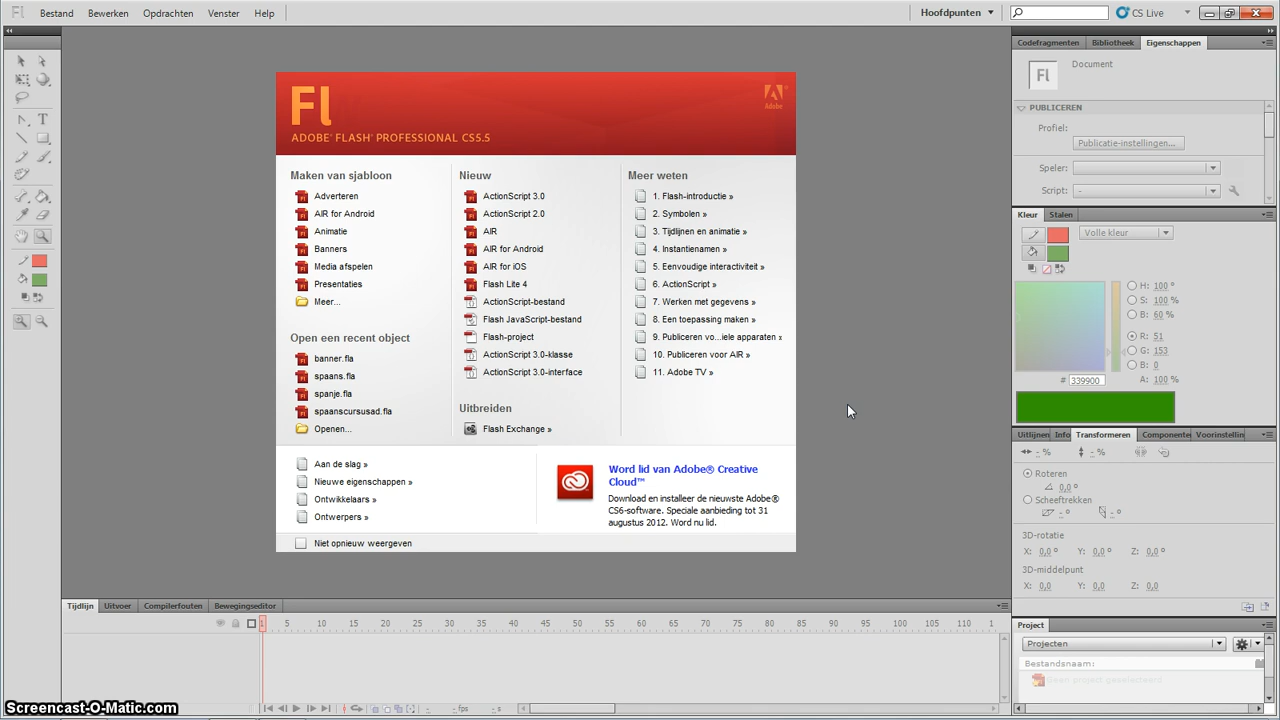 Fl Bestand Bewerken Opdrachten Venster Help Hoofdpunten CS Live
Codefragmenten Bibliotheek Eigenschappen
Fl Document
PUBLICEREN
Profiel:
Publicatie-instellingen...
Speler:
Script: -
Kleur Stalen
Volle kleur
H: 100 °
S: 100 %
B: 60 %
R: 51
G: 153
B: 0
# 339900 A: 100 %
Uitlijnen Info Transformeren Componenten Voorinstellin
- % - %
Roteren
0,0 °
Scheeftrekken
- ° - °
3D-rotatie
X: 0,0 ° Y: 0,0 ° Z: 0,0 °
3D-middelpunt
X: 0,0 Y: 0,0 Z: 0,0
Project
Projecten
Bestandsnaam:
Geen project geselecteerd
Fl
Adobe
ADOBE® FLASH® PROFESSIONAL CS5.5
Maken van sjabloon
Adverteren
AIR for Android
Animatie
Banners
Media afspelen
Presentaties
Meer...
Open een recent object
banner.fla
spaans.fla
spanje.fla
spaanscursusad.fla
Openen...
Nieuw
ActionScript 3.0
ActionScript 2.0
AIR
AIR for Android
AIR for iOS
Flash Lite 4
ActionScript-bestand
Flash JavaScript-bestand
Flash-project
ActionScript 3.0-klasse
ActionScript 3.0-interface
Uitbreiden
Flash Exchange »
Meer weten
1. Flash-introductie »
2. Symbolen »
3. Tijdlijnen en animatie »
4. Instantienamen »
5. Eenvoudige interactiviteit »
6. ActionScript »
7. Werken met gegevens »
8. Een toepassing maken »
9. Publiceren vo...iele apparaten »
10. Publiceren voor AIR »
11. Adobe TV »
Aan de slag »
Nieuwe eigenschappen »
Ontwikkelaars »
Ontwerpers »
Word lid van Adobe® Creative
Cloud™
Download en installeer de nieuwste Adobe®
CS6-software. Speciale aanbieding tot 31
augustus 2012. Word nu lid.
Niet opnieuw weergeven
Tijdlijn Uitvoer Compilerfouten Bewegingseditor
1 5 10 15 20 25 30 35 40 45 50 55 60 65 70 75 80 85 90 95 100 105 110 1
- - fps - s
Screencast-O-Matic.com